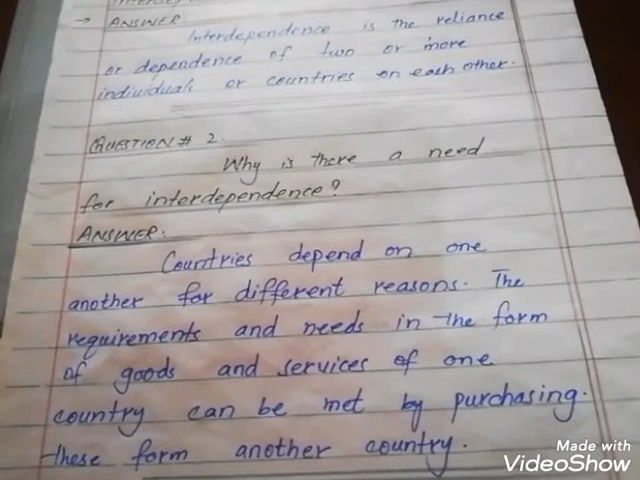 → ANSWER
Interdependence is the reliance
or dependence of two or more
individuals or countries on each other.
QUESTION # 2.
Why is there a need
for interdependence?
ANSWER:
Countries depend on one
another for different reasons. The
requirements and needs in the form
of goods and services of one
country can be met by purchasing.
these form another country.
Made with
VideoShow